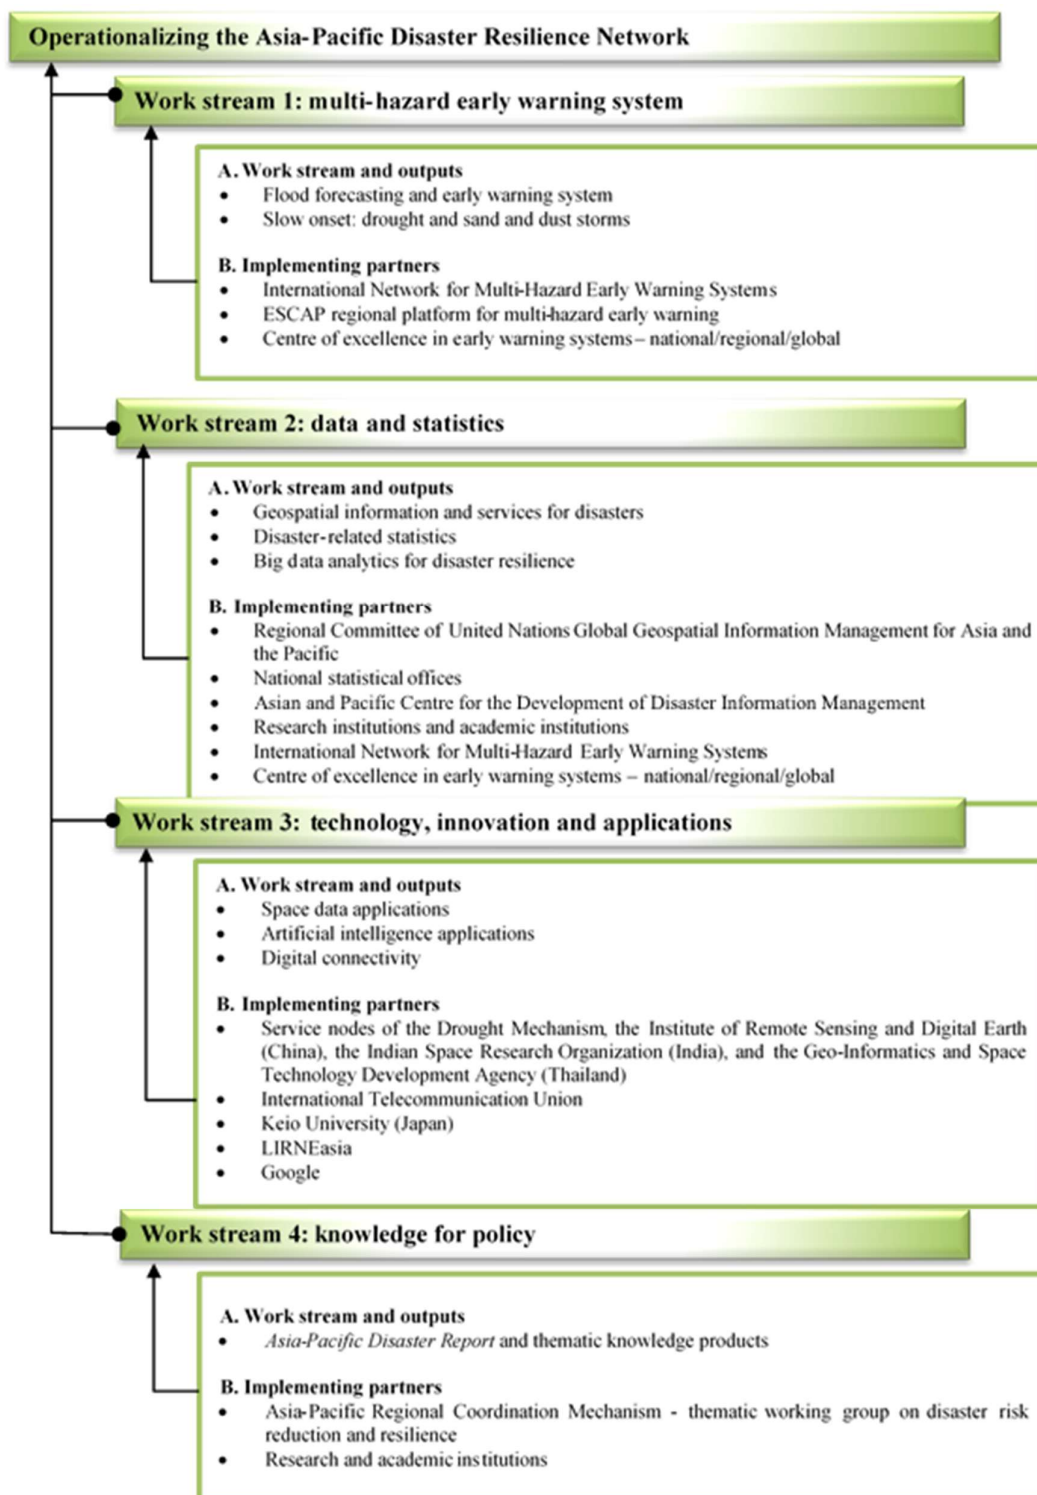 Operationalizing the Asia-Pacific Disaster Resilience Network
Work stream 1: multi-hazard early warning system
A. Work stream and outputs
• Flood forecasting and early warning system
• Slow onset: drought and sand and dust storms
B. Implementing partners
• International Network for Multi-Hazard Early Warning Systems
• ESCAP regional platform for multi-hazard early warning
• Centre of excellence in early warning systems – national/regional/global
Work stream 2: data and statistics
A. Work stream and outputs
• Geospatial information and services for disasters
• Disaster-related statistics
• Big data analytics for disaster resilience
B. Implementing partners
• Regional Committee of United Nations Global Geospatial Information Management for Asia and
the Pacific
• National statistical offices
• Asian and Pacific Centre for the Development of Disaster Information Management
• Research institutions and academic institutions
• International Network for Multi-Hazard Early Warning Systems
• Centre of excellence in early warning systems – national/regional/global
Work stream 3: technology, innovation and applications
A. Work stream and outputs
• Space data applications
• Artificial intelligence applications
• Digital connectivity
B. Implementing partners
• Service nodes of the Drought Mechanism, the Institute of Remote Sensing and Digital Earth
(China), the Indian Space Research Organization (India), and the Geo-Informatics and Space
Technology Development Agency (Thailand)
• International Telecommunication Union
• Keio University (Japan)
• LIRNEasia
• Google
Work stream 4: knowledge for policy
A. Work stream and outputs
• Asia-Pacific Disaster Report and thematic knowledge products
B. Implementing partners
• Asia-Pacific Regional Coordination Mechanism - thematic working group on disaster risk
reduction and resilience
• Research and academic institutions